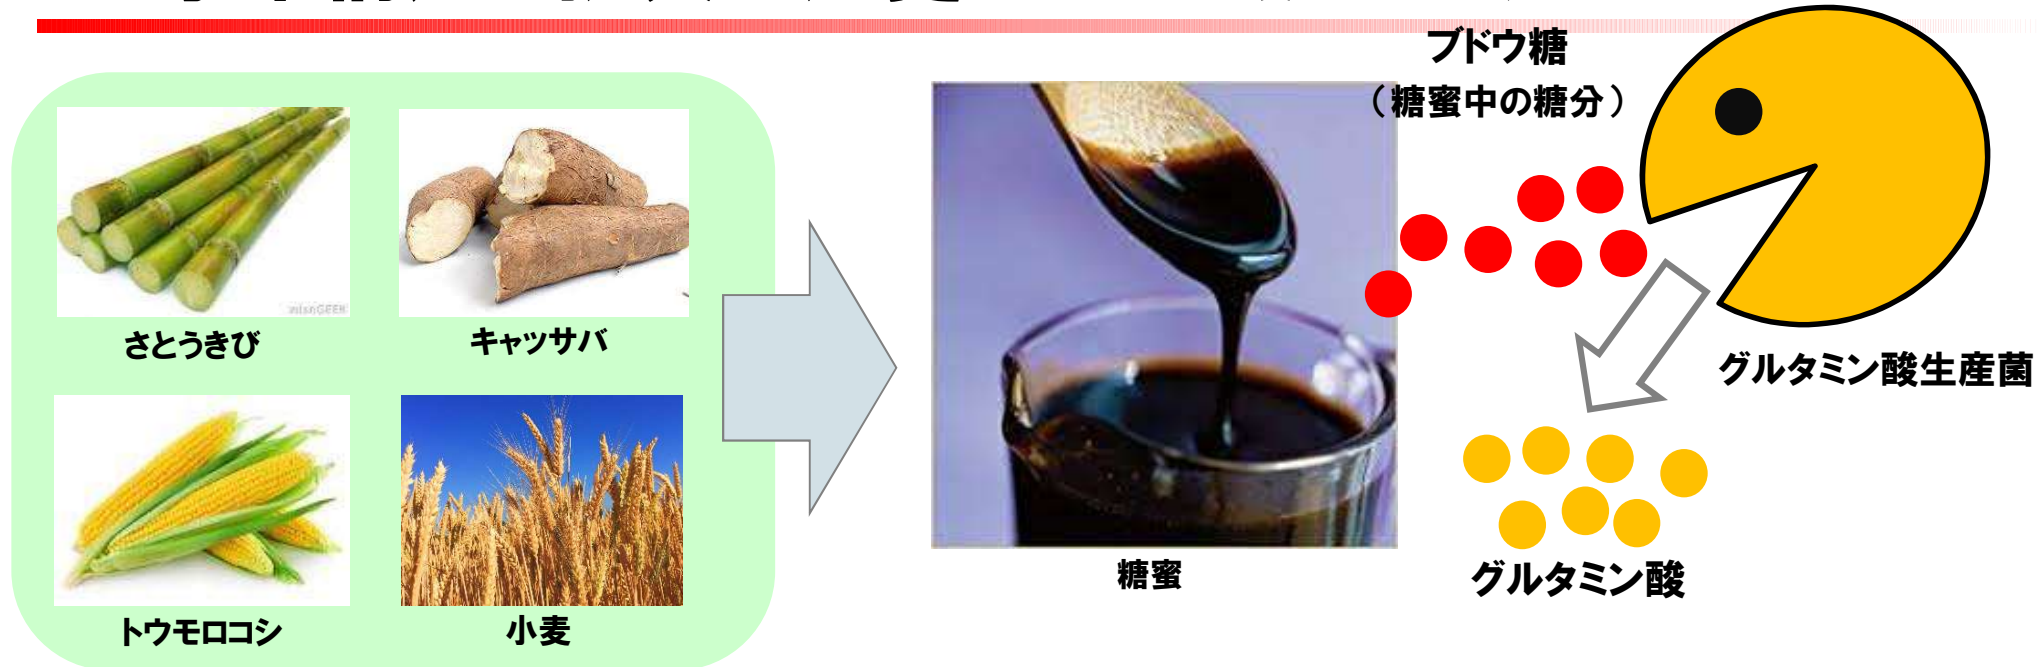 ブドウ糖
（糖蜜中の糖分）
さとうきび
キャッサバ
グルタミン酸生産菌
トウモロコシ
小麦
糖蜜
グルタミン酸